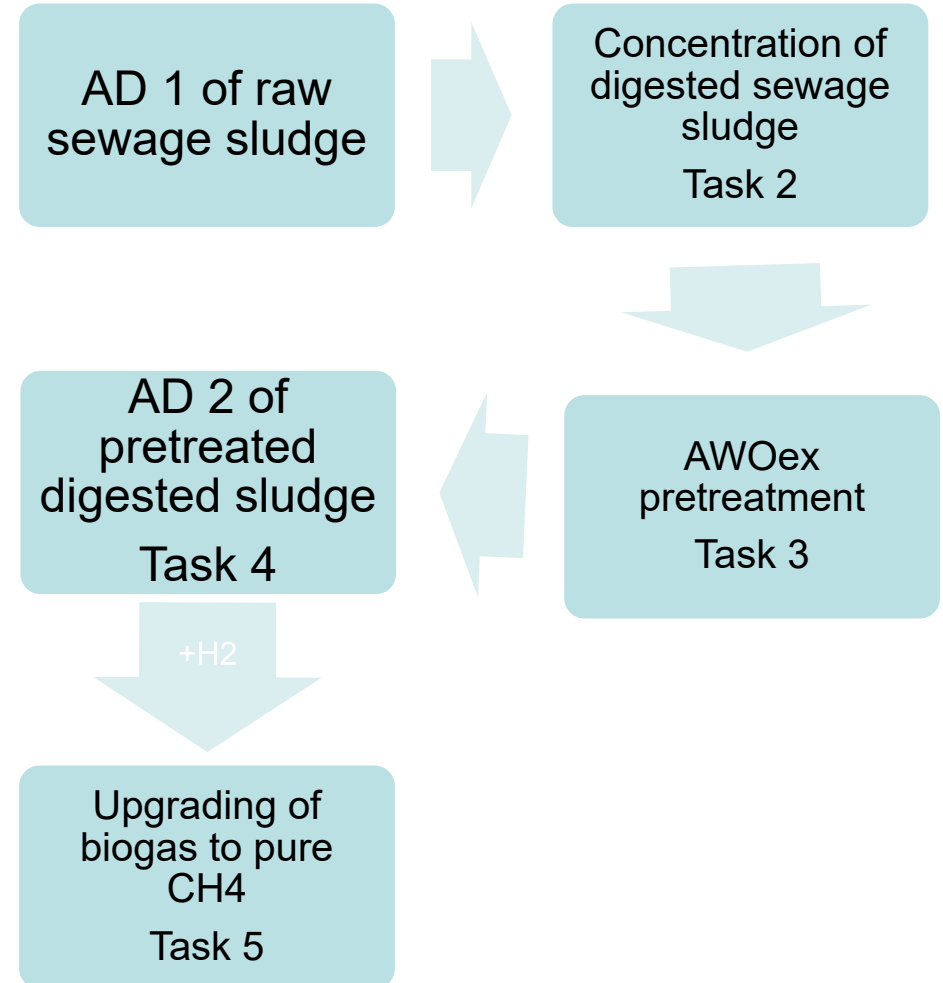 AD 1 of raw
sewage sludge
Concentration of
digested sewage
sludge
Task 2
AWOex
pretreatment
Task 3
AD 2 of
pretreated
digested sludge
Task 4
+H2
Upgrading of
biogas to pure
CH4
Task 5